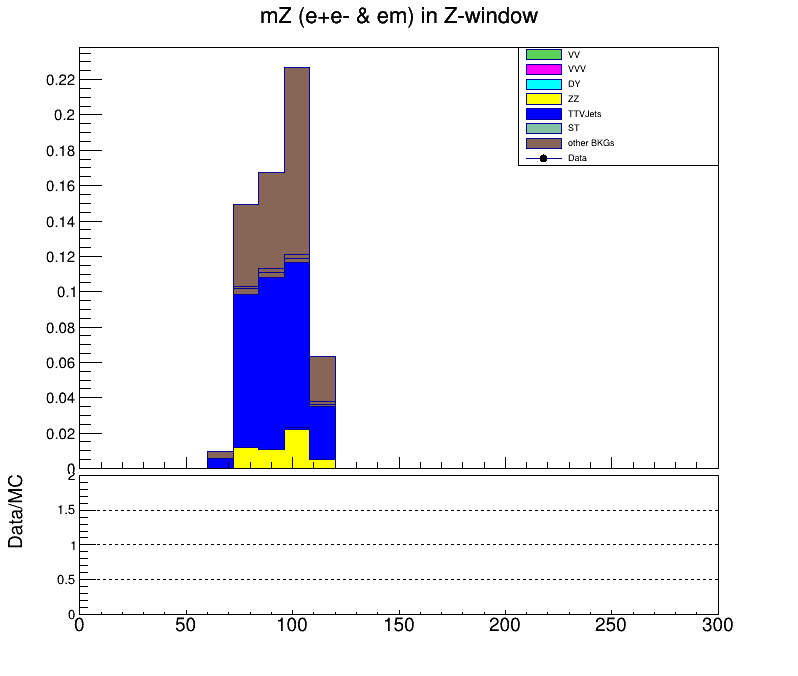 mZ (e+e- & em) in Z-window
VV
VVV
DY
ZZ
TTVJets
ST
other BKGs
Data
0.22
0.2
0.18
0.16
0.14
0.12
0.1
0.08
0.06
0.04
0.02
0
Data/MC
2
1.5
1
0.5
0
0 50 100 150 200 250 300